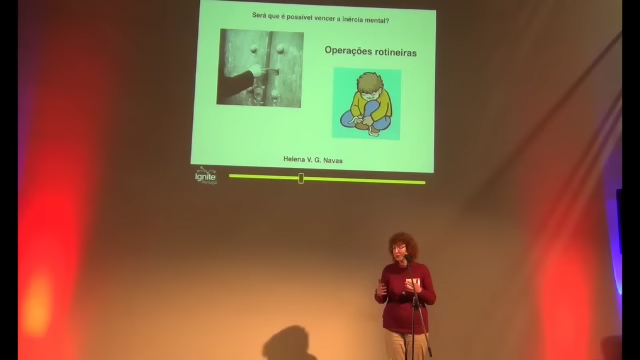 Será que é possível vencer a inércia mental?
Operações rotineiras
Helena V. G. Navas
Ignite